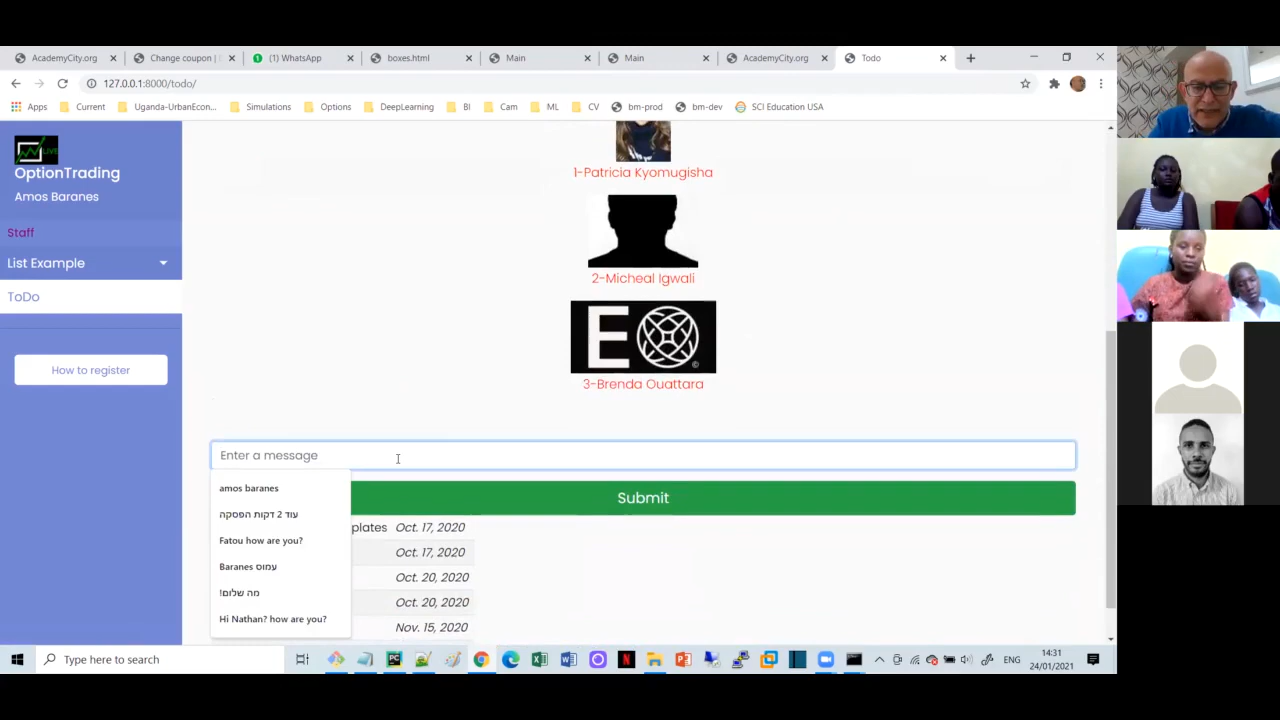 AcademyCity.org
Change coupon |
(1) WhatsApp
boxes.html
Main
Main
AcademyCity.org
Todo
127.0.0.1:8000/todo/
Apps
Current
Uganda-UrbanEcon...
Simulations
Options
DeepLearning
BI
Cam
ML
CV
bm-prod
bm-dev
SCI Education USA
LIVE
OptionTrading
Amos Baranes
Staff
List Example
ToDo
How to register
1-Patricia Kyomugisha
2-Micheal Igwali
E
3-Brenda Ouattara
Enter a message
amos baranes
עוד 2 דקות הפסקה
Fatou how are you?
Baranes עמוס
מה שלום!
Hi Nathan? how are you?
Submit
plates Oct. 17, 2020
Oct. 17, 2020
Oct. 20, 2020
Oct. 20, 2020
Nov. 15, 2020
Type here to search
ENG
14:31
24/01/2021